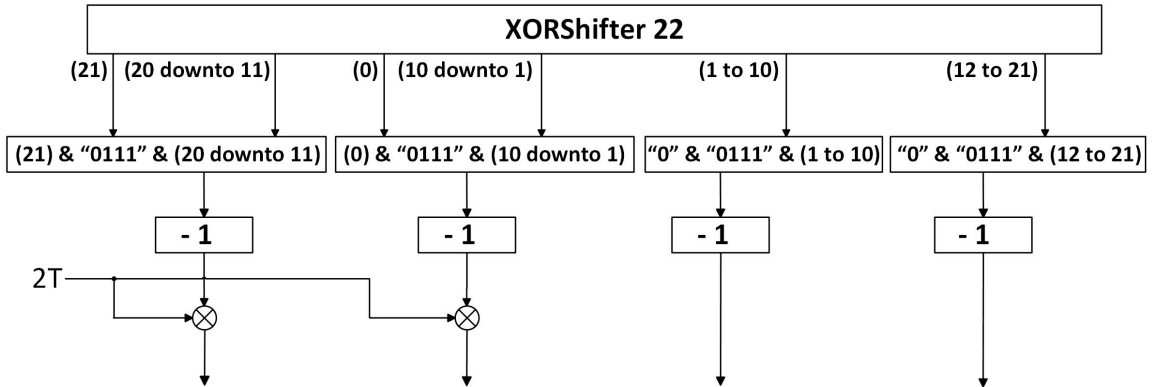 XORShifter 22
(21) (20 downto 11) (0) (10 downto 1) (1 to 10) (12 to 21)
(21) & “0111” & (20 downto 11) (0) & “0111” & (10 downto 1) “0” & “0111” & (1 to 10) “0” & “0111” & (12 to 21)
- 1 - 1 - 1 - 1
2T